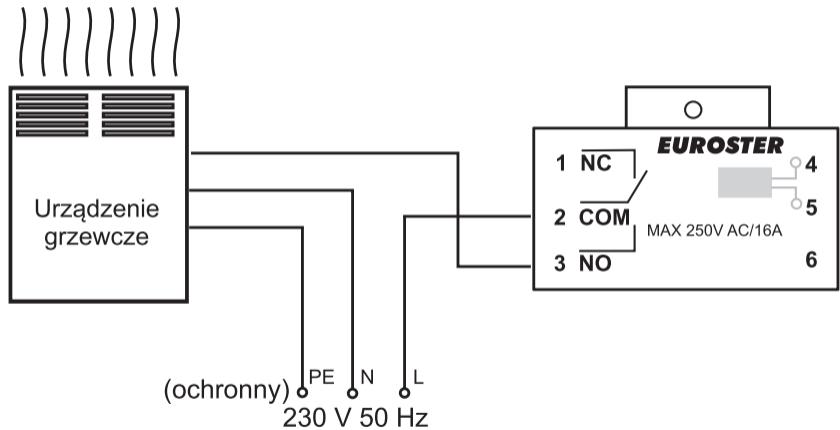 Urządzenie
grzewcze
EUROSTER
1 NC
2 COM
3 NO
MAX 250V AC/16A
4
5
6
(ochronny) PE N L
230 V 50 Hz